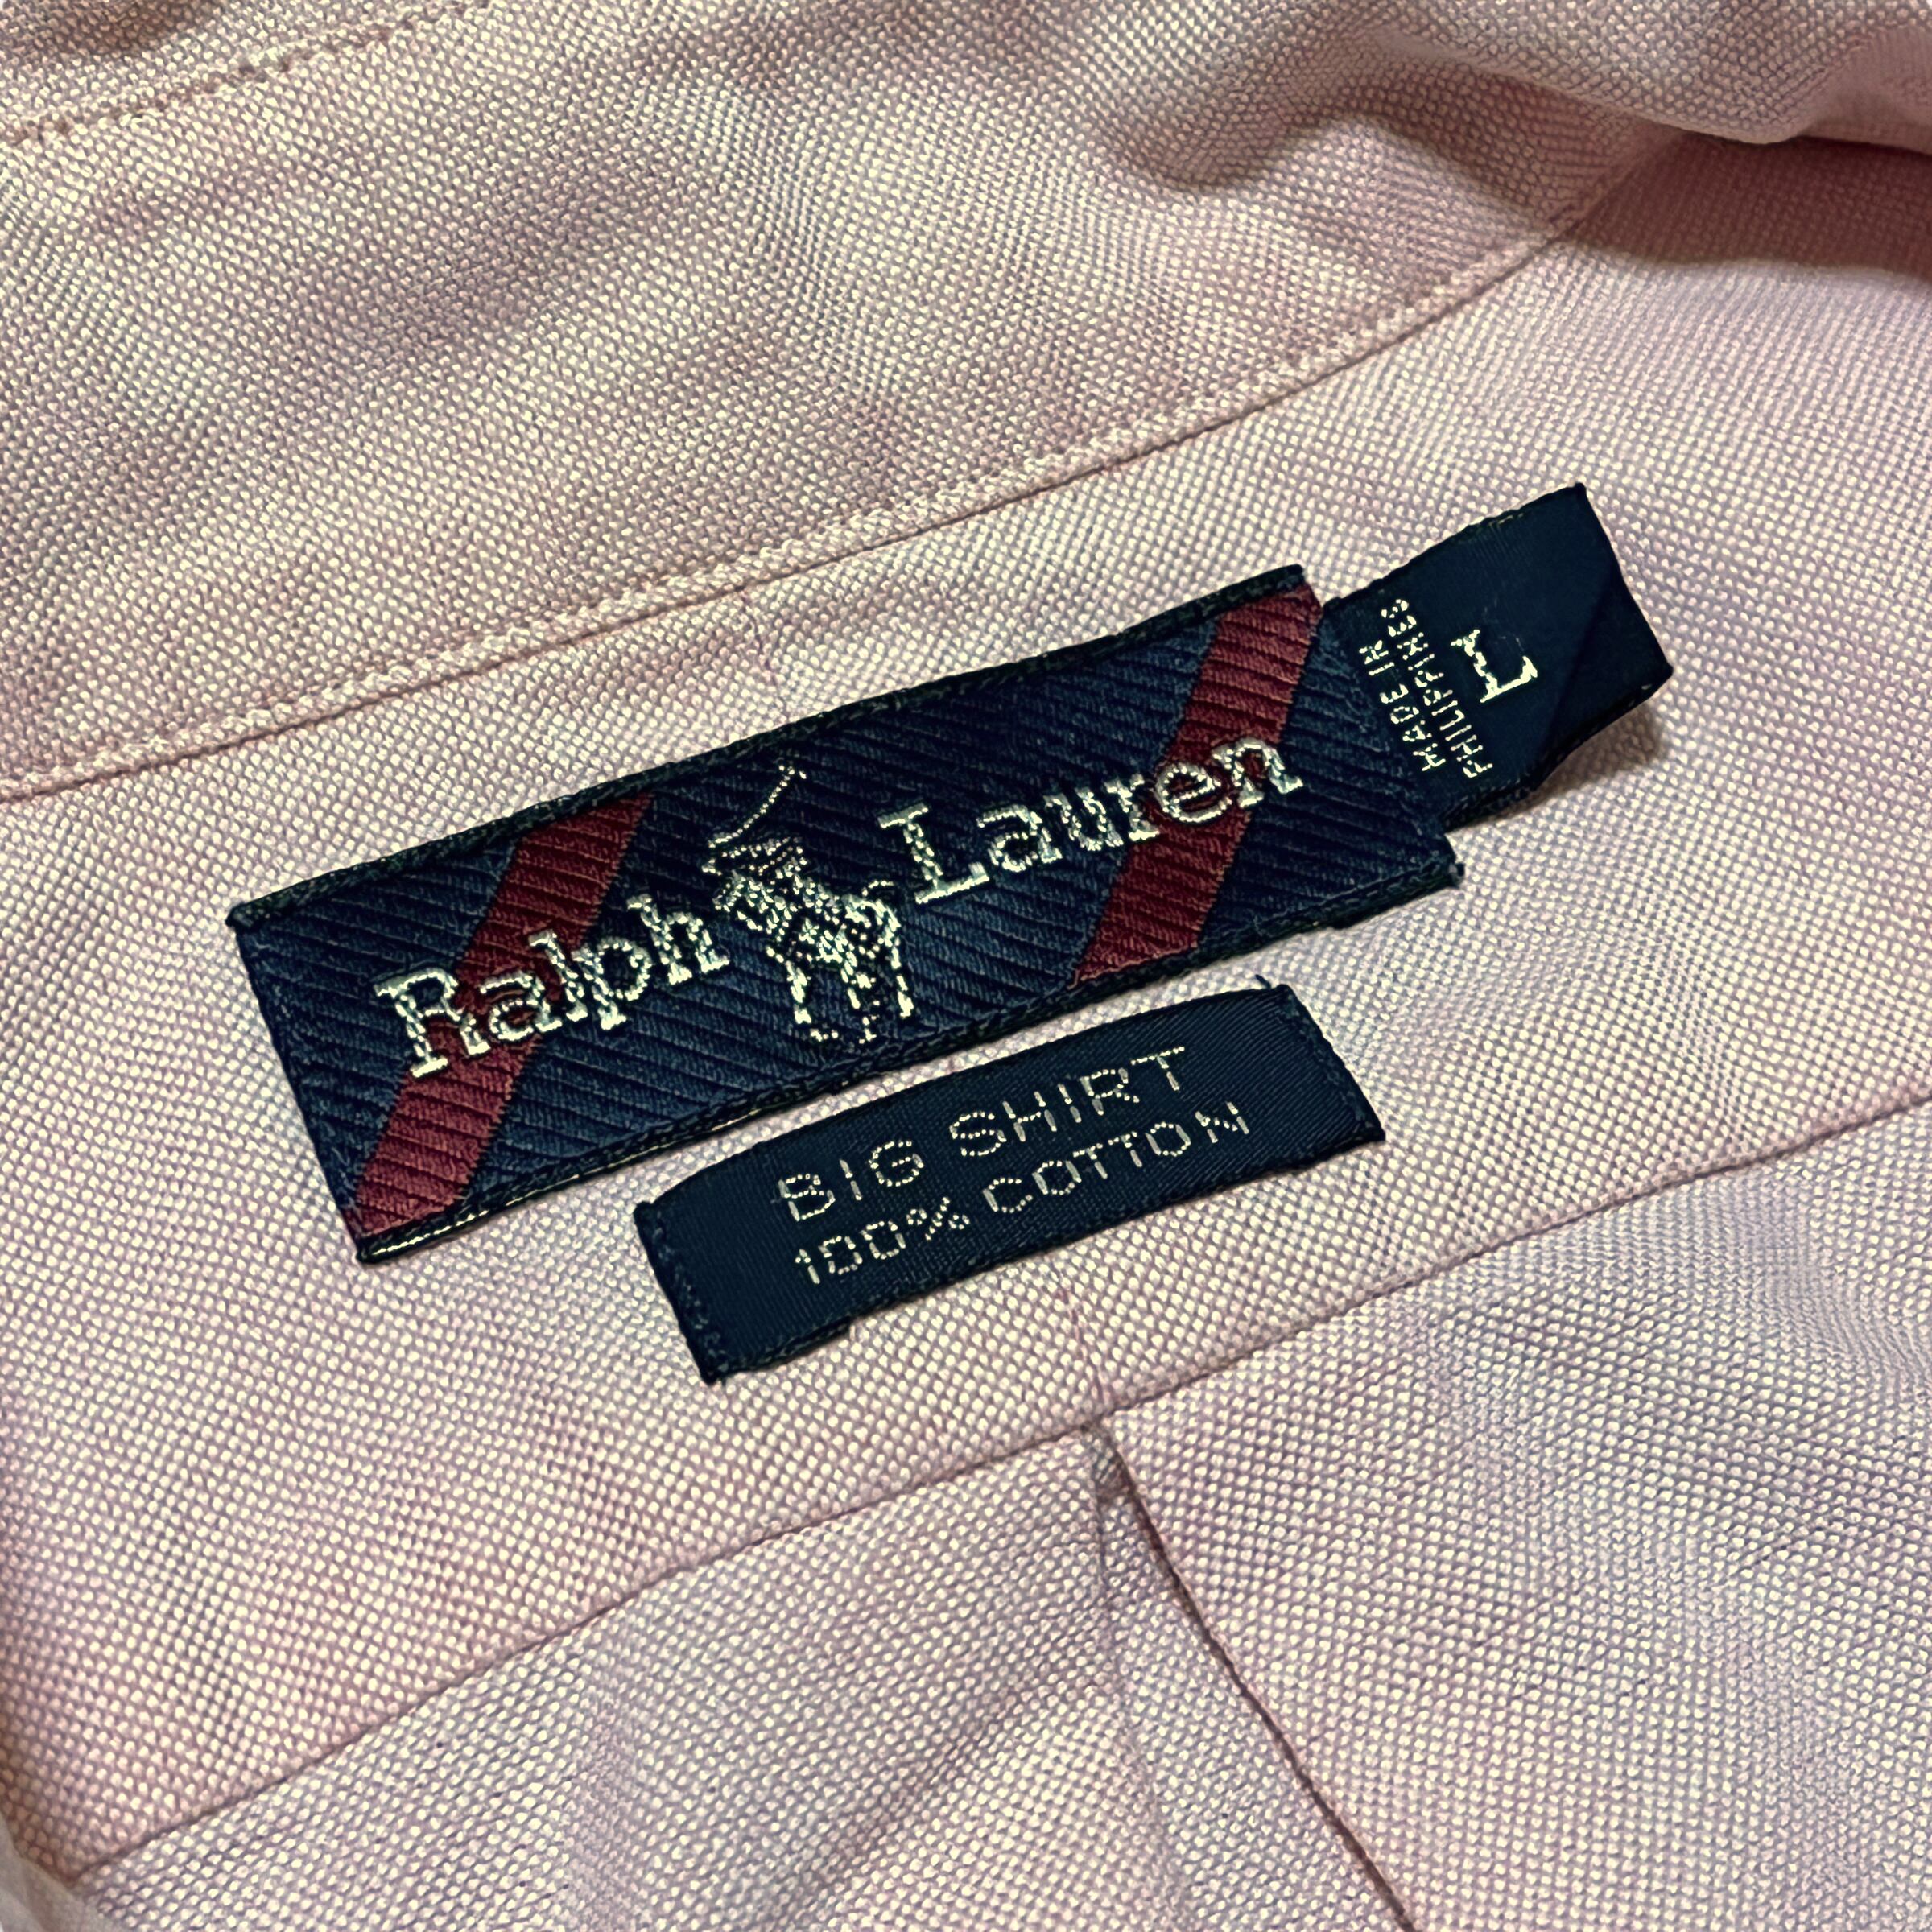 Ralph Lauren
MADE IN
PHILIPPINES
L
BIG SHIRT
100% COTTON